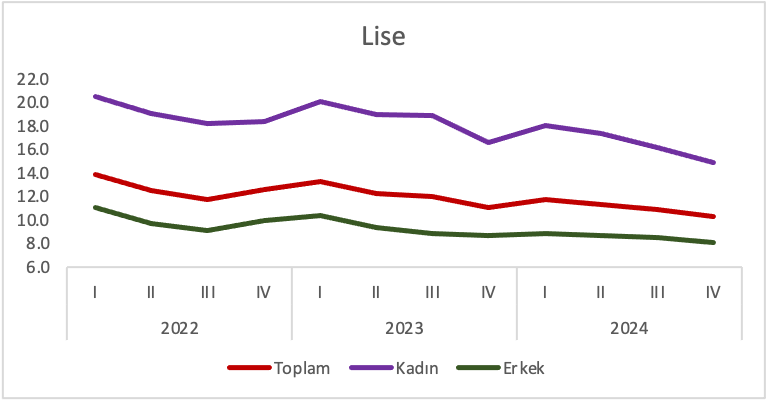 Lise
22.0
20.0
18.0
16.0
14.0
12.0
10.0
8.0
6.0
I II III IV I II III IV I II III IV
2022 2023 2024
Toplam Kadın Erkek